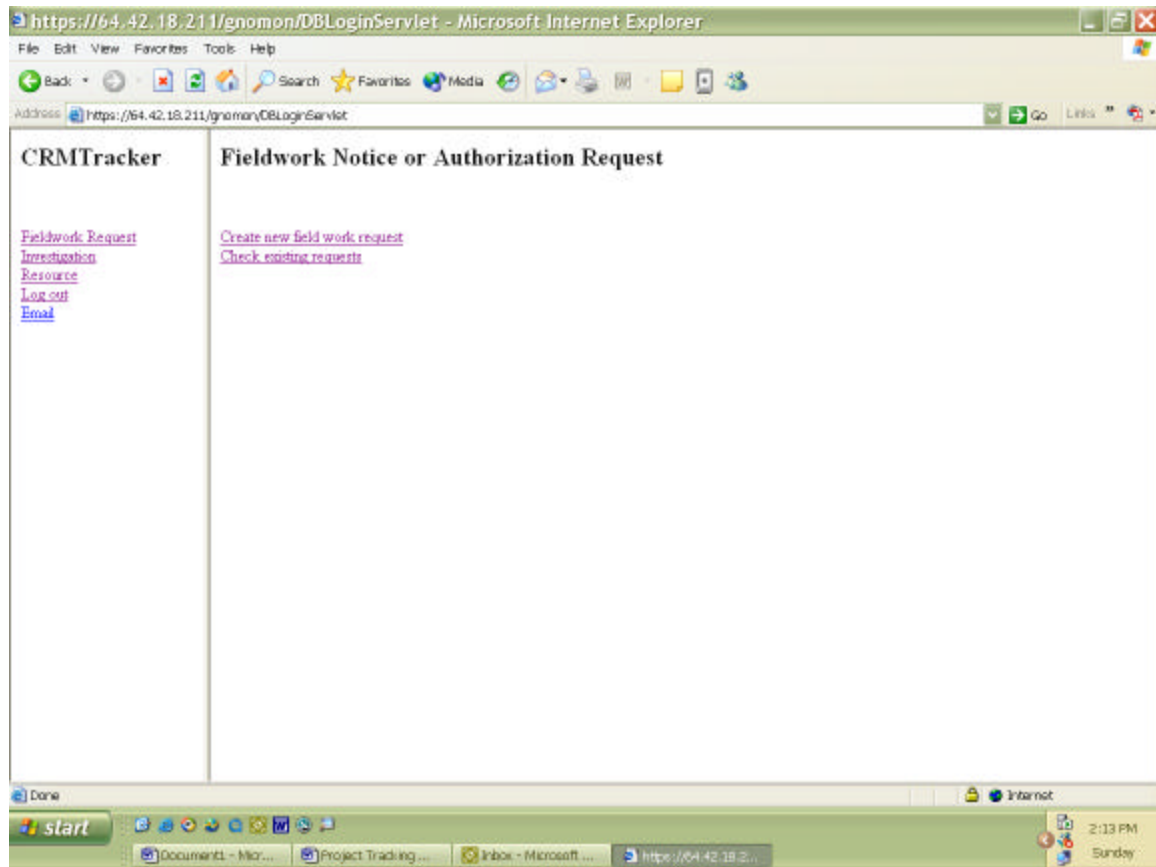 https://64.42.18.211/gnomon/DBLoginServlet - Microsoft Internet Explorer
File Edit View Favorites Tools Help
Back Search Favorites Media
Address https://64.42.18.211/gnomon/DBLoginServlet Go Links »
CRMTracker
Fieldwork Request
Investigation
Resource
Log out
Email
Fieldwork Notice or Authorization Request
Create new field work request
Check existing requests
Done Internet
start 2:13 PM
Document1 - Micr... Project Tracking ... Inbox - Microsoft ... https://64.42.18.2... Sunday